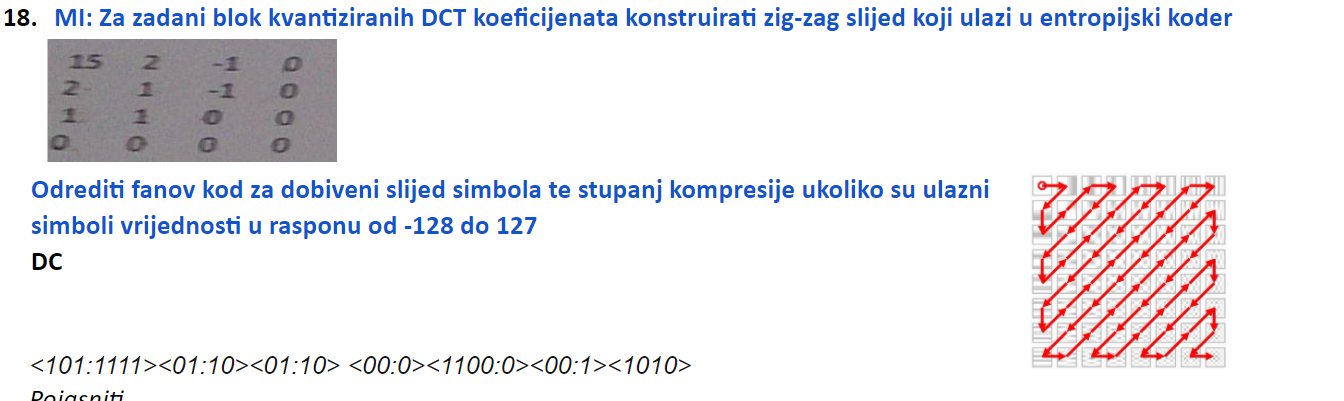 18. MI: Za zadani blok kvantiziranih DCT koeficijenata konstruirati zig-zag slijed koji ulazi u entropijski koder
15 2 -1 0
2 1 -1 0
1 1 0 0
0 0 0 0
Odrediti fanov kod za dobiveni slijed simbola te stupanj kompresije ukoliko su ulazni
simboli vrijednosti u rasponu od -128 do 127
DC
<101:1111><01:10><01:10> <00:0><1100:0><00:1><1010>
Pojasniti